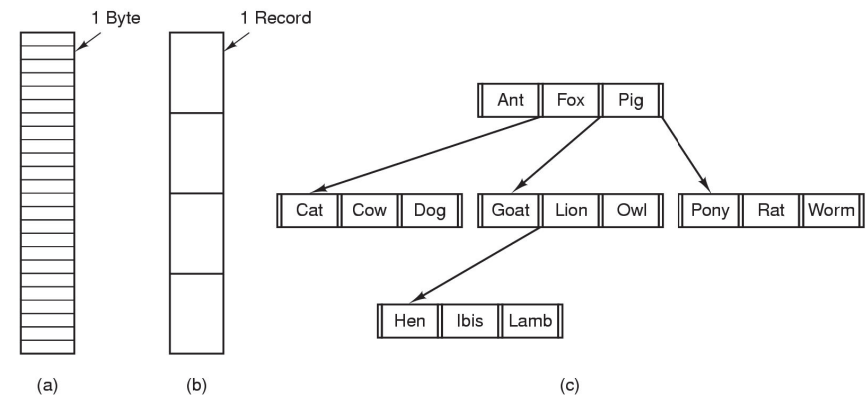 1 Byte
1 Record
Ant Fox Pig
Cat Cow Dog
Goat Lion Owl
Pony Rat Worm
Hen Ibis Lamb
(a)
(b)
(c)